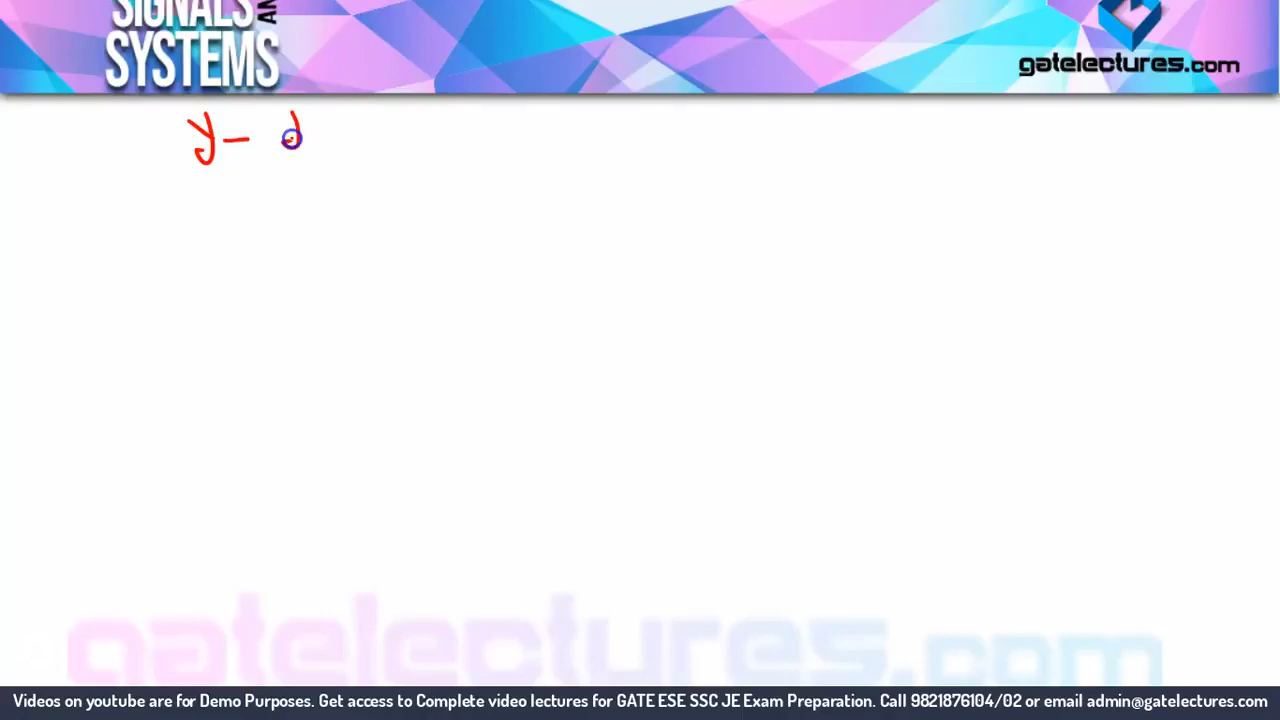 SIGNALS AND
SYSTEMS
gatelectures.com
y -
gatelectures.com
Videos on youtube are for Demo Purposes. Get access to Complete video lectures for GATE ESE SSC JE Exam Preparation. Call 9821876104/02 or email admin@gatelectures.com